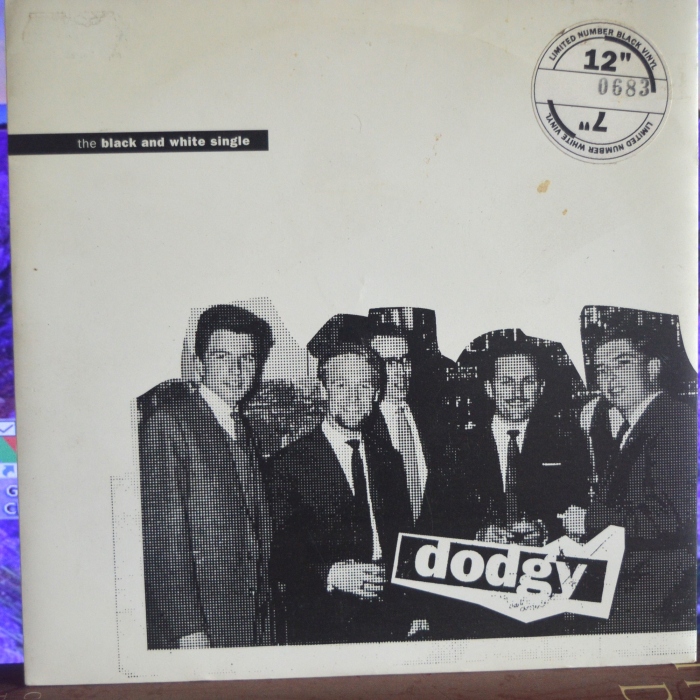 LIMITED NUMBER BLACK VINYL
12"
0683
7"
LIMITED NUMBER WHITE VINYL
the black and white single
dodgy